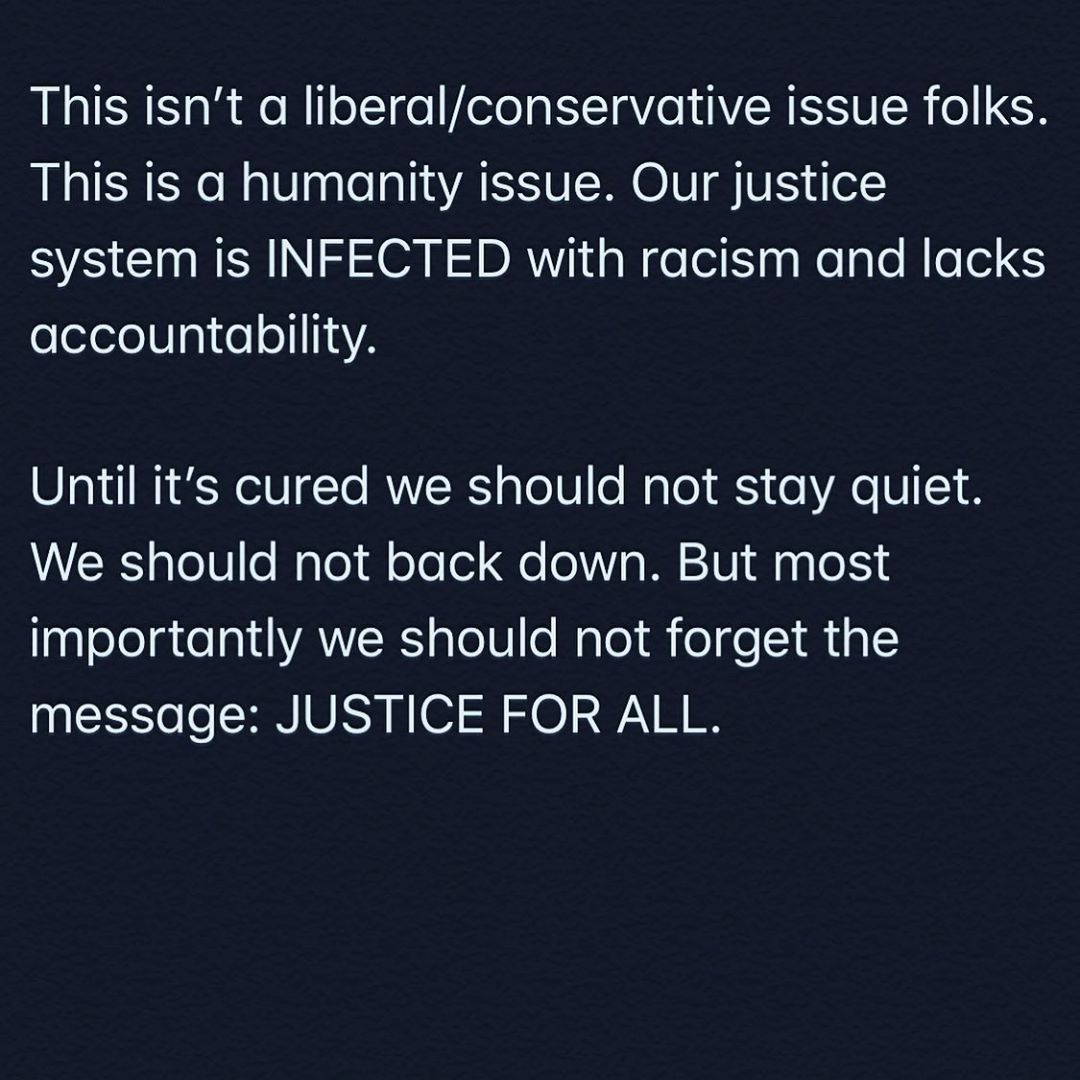 This isn’t a liberal/conservative issue folks.
This is a humanity issue. Our justice
system is INFECTED with racism and lacks
accountability.
Until it’s cured we should not stay quiet.
We should not back down. But most
importantly we should not forget the
message: JUSTICE FOR ALL.